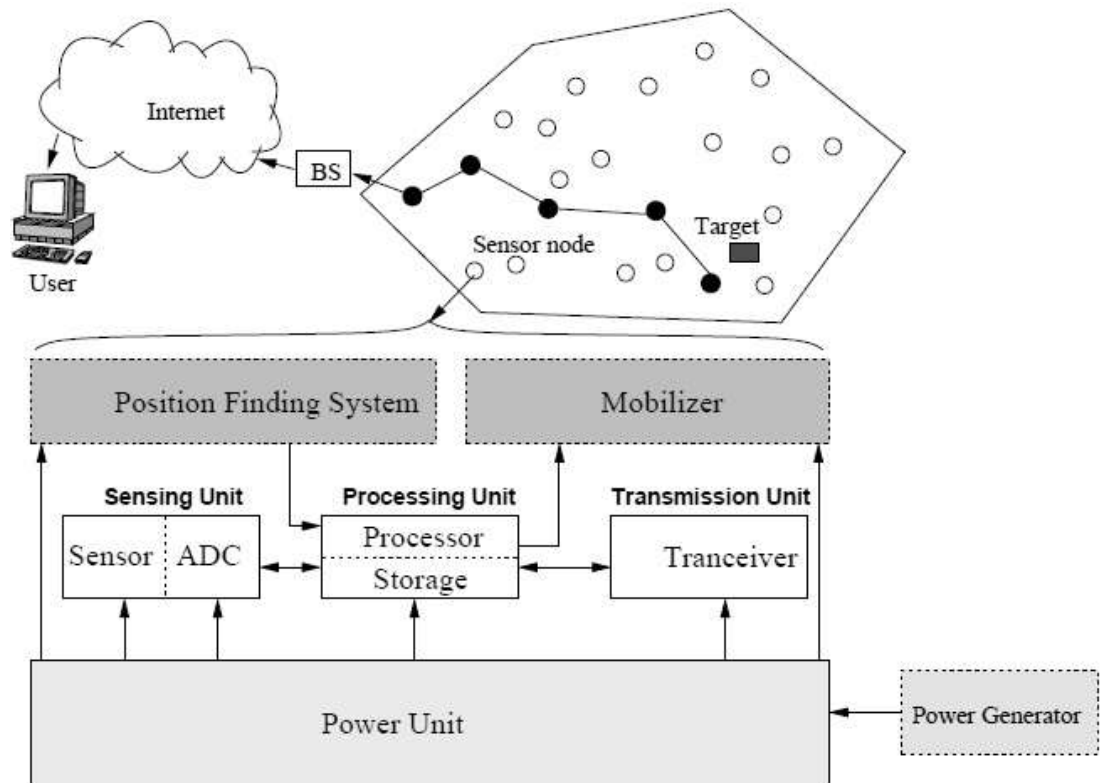 Internet
BS
User
Sensor node
Target
Position Finding System
Mobilizer
Sensing Unit
Processing Unit
Transmission Unit
Sensor
ADC
Processor
Storage
Tranceiver
Power Unit
Power Generator